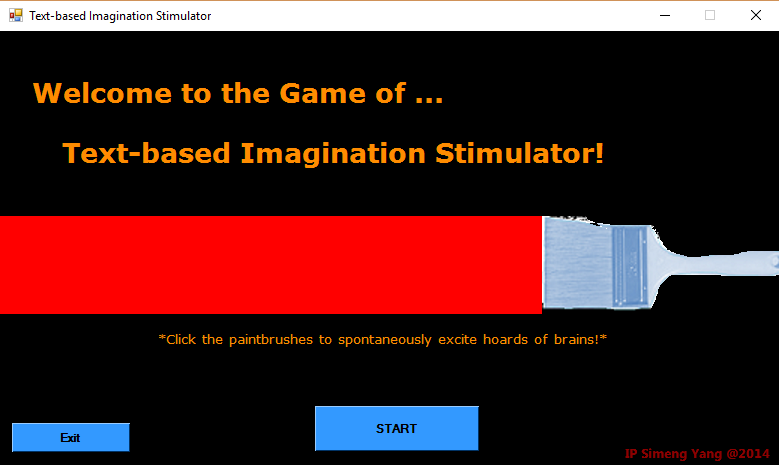 Text-based Imagination Stimulator
Welcome to the Game of ...
Text-based Imagination Stimulator!
*Click the paintbrushes to spontaneously excite hoards of brains!*
START
Exit
IP Simeng Yang @2014